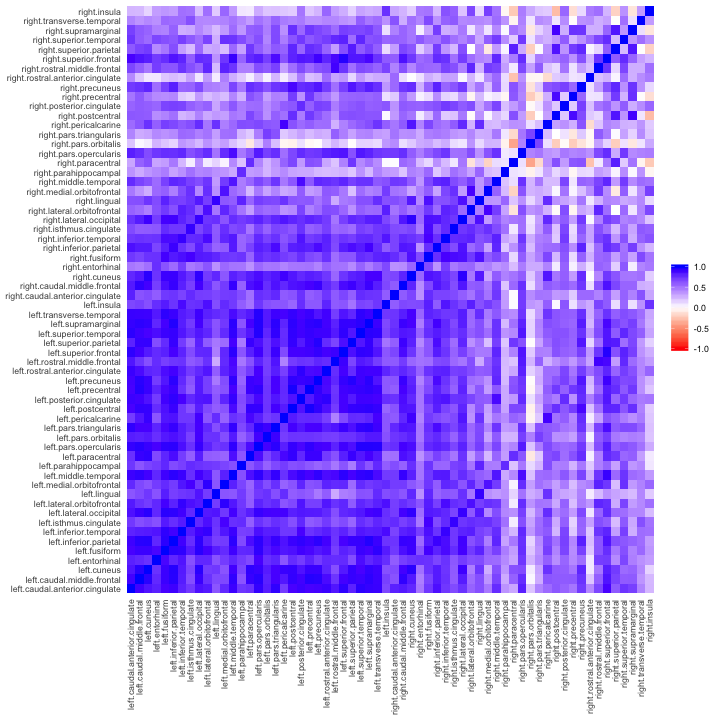 right.insula
right.transverse.temporal
right.supramarginal
right.superior.temporal
right.superior.parietal
right.superior.frontal
right.rostral.middle.frontal
right.rostral.anterior.cingulate
right.precuneus
right.precentral
right.posterior.cingulate
right.postcentral
right.pericalcarine
right.pars.triangularis
right.pars.orbitalis
right.pars.opercularis
right.paracentral
right.parahippocampal
right.middle.temporal
right.medial.orbitofrontal
right.lingual
right.lateral.orbitofrontal
right.lateral.occipital
right.isthmus.cingulate
right.inferior.temporal
right.inferior.parietal
right.fusiform
right.entorhinal
right.cuneus
right.caudal.middle.frontal
right.caudal.anterior.cingulate
left.insula
left.transverse.temporal
left.supramarginal
left.superior.temporal
left.superior.parietal
left.superior.frontal
left.rostral.middle.frontal
left.rostral.anterior.cingulate
left.precuneus
left.precentral
left.posterior.cingulate
left.postcentral
left.pericalcarine
left.pars.triangularis
left.pars.orbitalis
left.pars.opercularis
left.paracentral
left.parahippocampal
left.middle.temporal
left.medial.orbitofrontal
left.lingual
left.lateral.orbitofrontal
left.lateral.occipital
left.isthmus.cingulate
left.inferior.temporal
left.inferior.parietal
left.fusiform
left.entorhinal
left.cuneus
left.caudal.middle.frontal
left.caudal.anterior.cingulate
left.caudal.anterior.cingulate
left.caudal.middle.frontal
left.cuneus
left.entorhinal
left.fusiform
left.inferior.parietal
left.inferior.temporal
left.isthmus.cingulate
left.lateral.occipital
left.lateral.orbitofrontal
left.lingual
left.medial.orbitofrontal
left.middle.temporal
left.parahippocampal
left.paracentral
left.pars.opercularis
left.pars.orbitalis
left.pars.triangularis
left.pericalcarine
left.postcentral
left.posterior.cingulate
left.precentral
left.precuneus
left.rostral.anterior.cingulate
left.rostral.middle.frontal
left.superior.frontal
left.superior.parietal
left.superior.temporal
left.supramarginal
left.transverse.temporal
left.insula
right.caudal.anterior.cingulate
right.caudal.middle.frontal
right.cuneus
right.entorhinal
right.fusiform
right.inferior.parietal
right.inferior.temporal
right.isthmus.cingulate
right.lateral.occipital
right.lateral.orbitofrontal
right.lingual
right.medial.orbitofrontal
right.middle.temporal
right.parahippocampal
right.paracentral
right.pars.opercularis
right.pars.orbitalis
right.pars.triangularis
right.pericalcarine
right.postcentral
right.posterior.cingulate
right.precentral
right.precuneus
right.rostral.anterior.cingulate
right.rostral.middle.frontal
right.superior.frontal
right.superior.parietal
right.superior.temporal
right.supramarginal
right.transverse.temporal
right.insula
1.0
0.5
0.0
-0.5
-1.0